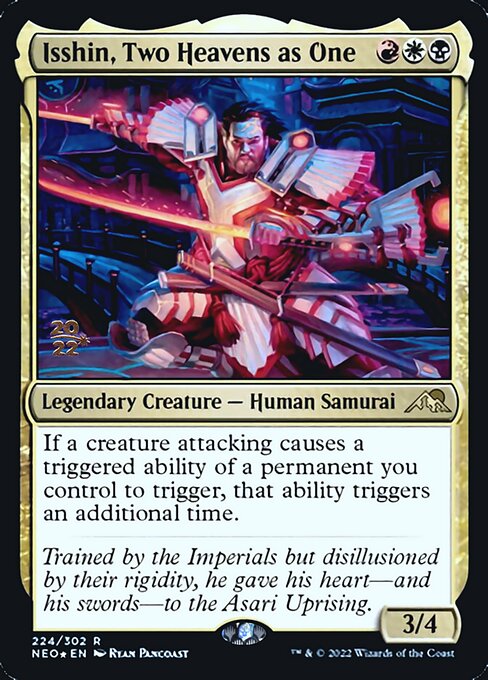 Isshin, Two Heavens as One
20
22*
Legendary Creature — Human Samurai
If a creature attacking causes a
triggered ability of a permanent you
control to trigger, that ability triggers
an additional time.
Trained by the Imperials but disillusioned
by their rigidity, he gave his heart—and
his swords—to the Asari Uprising.
3/4
224/302 R
NEO★EN Ryan Pancoast
™ & © 2022 Wizards of the Coast